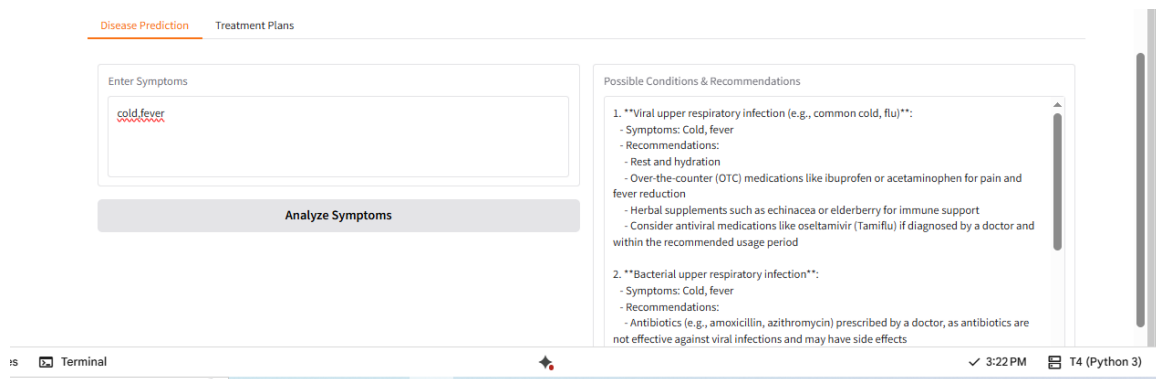 Disease Prediction Treatment Plans
Enter Symptoms
cold,fever
Analyze Symptoms
Possible Conditions & Recommendations
1. **Viral upper respiratory infection (e.g., common cold, flu)**:
- Symptoms: Cold, fever
- Recommendations:
- Rest and hydration
- Over-the-counter (OTC) medications like ibuprofen or acetaminophen for pain and
fever reduction
- Herbal supplements such as echinacea or elderberry for immune support
- Consider antiviral medications like oseltamivir (Tamiflu) if diagnosed by a doctor and
within the recommended usage period
2. **Bacterial upper respiratory infection**:
- Symptoms: Cold, fever
- Recommendations:
- Antibiotics (e.g., amoxicillin, azithromycin) prescribed by a doctor, as antibiotics are
not effective against viral infections and may have side effects
Terminal 3:22 PM T4 (Python 3)